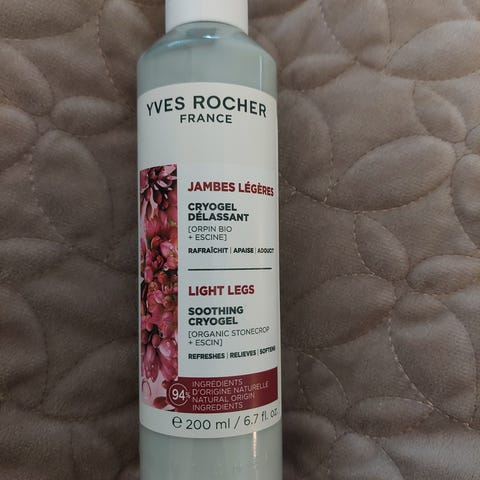 YVES ROCHER
FRANCE
JAMBES LÉGÈRES
CRYOGEL
DÉLASSANT
[ORPIN BIO
+ ESCINE]
RAFRAÎCHIT | APAISE | ADOUCIT
LIGHT LEGS
SOOTHING
CRYOGEL
[ORGANIC STONECROP
+ ESCIN]
REFRESHES | RELIEVES | SOFTENS
94%
INGRÉDIENTS
D'ORIGINE NATURELLE
NATURAL ORIGIN
INGREDIENTS
℮ 200 ml / 6.7 fl. oz.